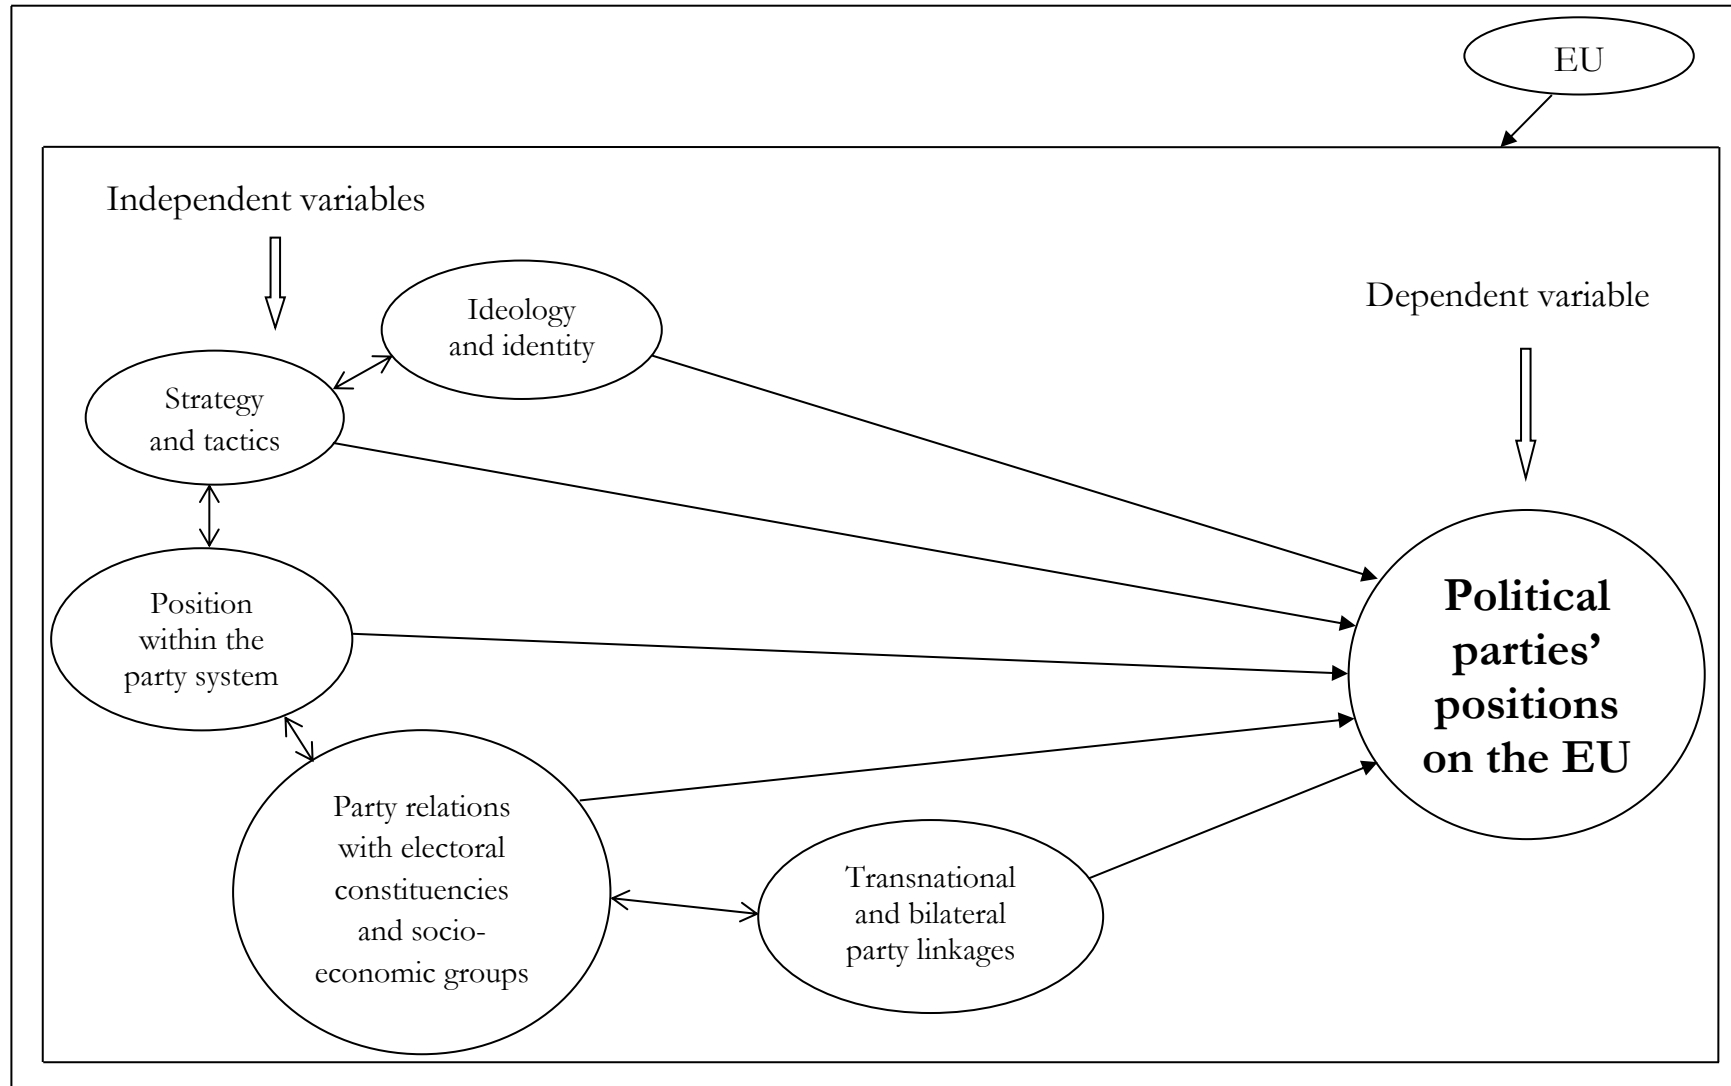 EU
Independent variables
Dependent variable
Ideology
and identity
Strategy
and tactics
Position
within the
party system
Party relations
with electoral
constituencies
and socio-
economic groups
Transnational
and bilateral
party linkages
Political
parties’
positions
on the EU